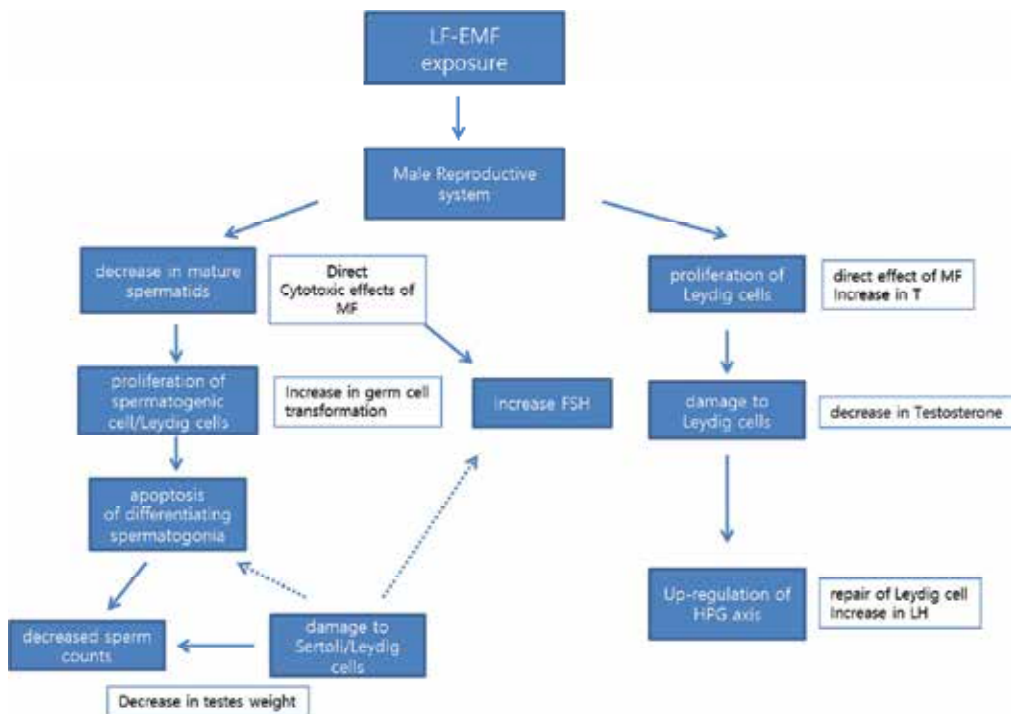 LF-EMF
exposure
Male Reproductive
system
decrease in mature
spermatids
Direct
Cytotoxic effects of
MF
proliferation of
Leydig cells
direct effect of MF
Increase in T
proliferation of
spermatogenic
cell/Leydig cells
Increase in germ cell
transformation
Increase FSH
damage to
Leydig cells
decrease in Testosterone
apoptosis
of differentiating
spermatogonia
Up-regulation of
HPG axis
repair of Leydig cell
Increase in LH
decreased sperm
counts
damage to
Sertoli/Leydig
cells
Decrease in testes weight